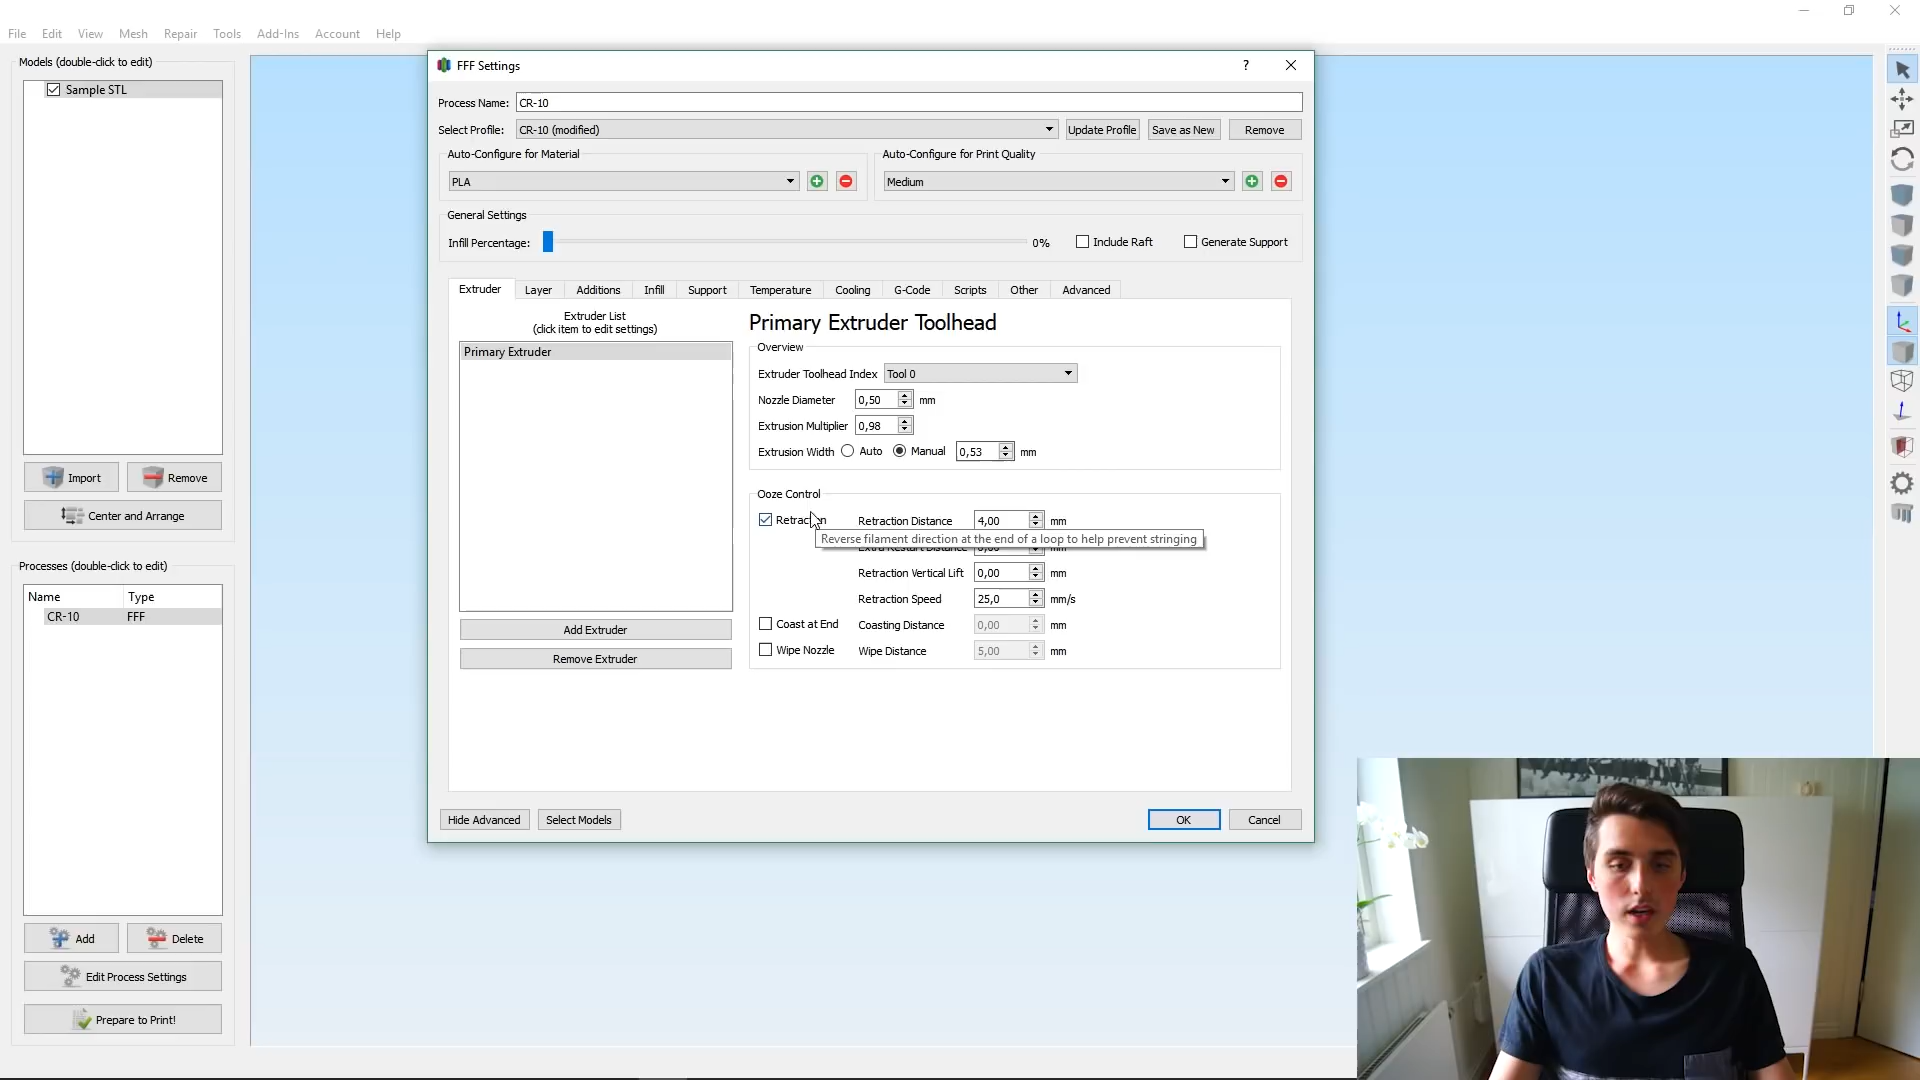 File Edit View Mesh Repair Tools Add-Ins Account Help
Models (double-click to edit)
Sample STL
Import Remove
Center and Arrange
Processes (double-click to edit)
Name Type
CR-10 FFF
Add Delete
Edit Process Settings
Prepare to Print!
FFF Settings ?
Process Name: CR-10
Select Profile: CR-10 (modified) Update Profile Save as New Remove
Auto-Configure for Material Auto-Configure for Print Quality
PLA Medium
General Settings
Infill Percentage: 0% Include Raft Generate Support
Extruder Layer Additions Infill Support Temperature Cooling G-Code Scripts Other Advanced
Extruder List
(click item to edit settings)
Primary Extruder
Add Extruder
Remove Extruder
Primary Extruder Toolhead
Overview
Extruder Toolhead Index Tool 0
Nozzle Diameter 0,50 mm
Extrusion Multiplier 0,98
Extrusion Width Auto Manual 0,53 mm
Ooze Control
Retraction Retraction Distance 4,00 mm
Reverse filament direction at the end of a loop to help prevent stringing
Extra Restart Distance 0,00 mm
Retraction Vertical Lift 0,00 mm
Retraction Speed 25,0 mm/s
Coast at End Coasting Distance 0,00 mm
Wipe Nozzle Wipe Distance 5,00 mm
Hide Advanced Select Models OK Cancel